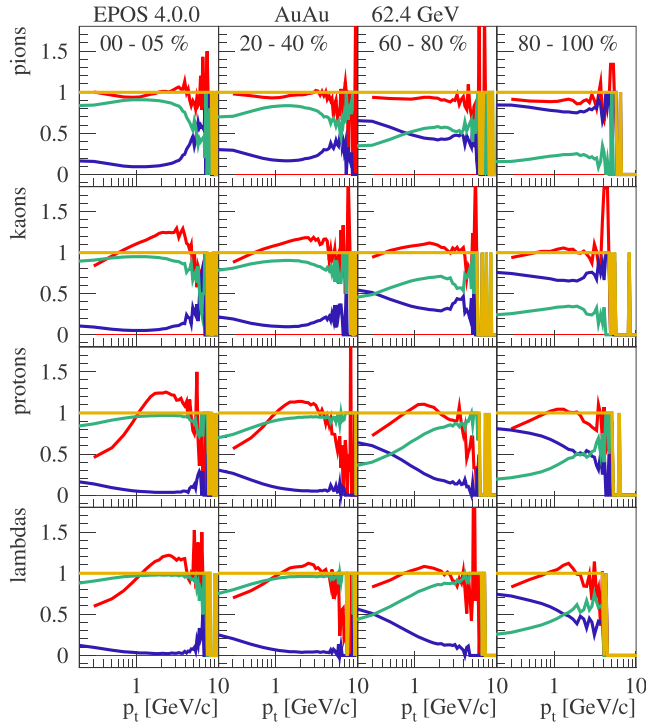 EPOS 4.0.0 AuAu 62.4 GeV
00 - 05 % 20 - 40 % 60 - 80 % 80 - 100 %
pions
1.5
1
0.5
0
kaons
1.5
1
0.5
0
protons
1.5
1
0.5
0
lambdas
1.5
1
0.5
0
1 10 1 10 1 10 1 10
pt [GeV/c] pt [GeV/c] pt [GeV/c] pt [GeV/c]